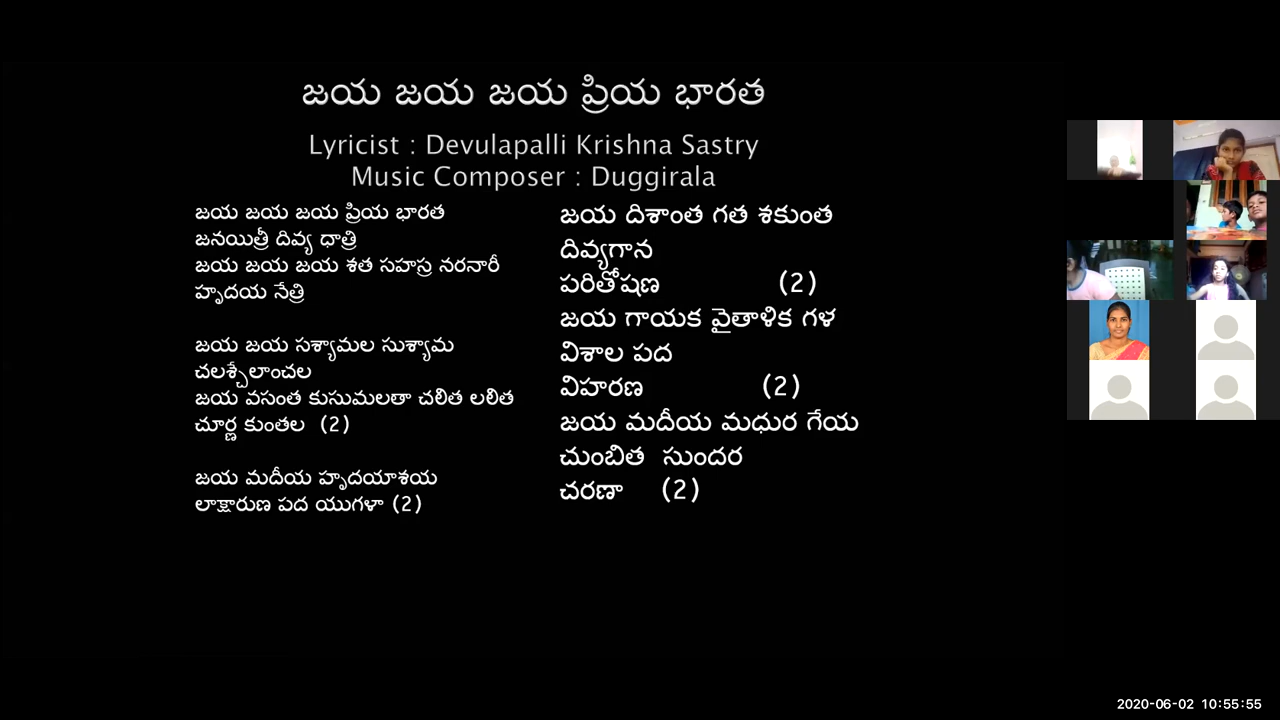 జయ జయ జయ ప్రియ భారత
Lyricist : Devulapalli Krishna Sastry
Music Composer : Duggirala
జయ జయ జయ ప్రియ భారత
జనయిత్రీ దివ్య ధాత్రి
జయ జయ జయ శత సహస్ర నరనారీ
హృదయ నేత్రి
జయ జయ సశ్యామల సుశ్యామ
చలశ్చేలాంచల
జయ వసంత కుసుమలతా చలిత లలిత
చూర్ణ కుంతల (2)
జయ మదీయ హృదయాశయ
లాక్షారుణ పద యుగళా (2)
జయ దిశాంత గత శకుంత
దివ్యగాన
పరితోషణ (2)
జయ గాయక వైతాళిక గళ
విశాల పద
విహరణ (2)
జయ మదీయ మధుర గేయ
చుంబిత సుందర
చరణా (2)
2020-06-02 10:55:55